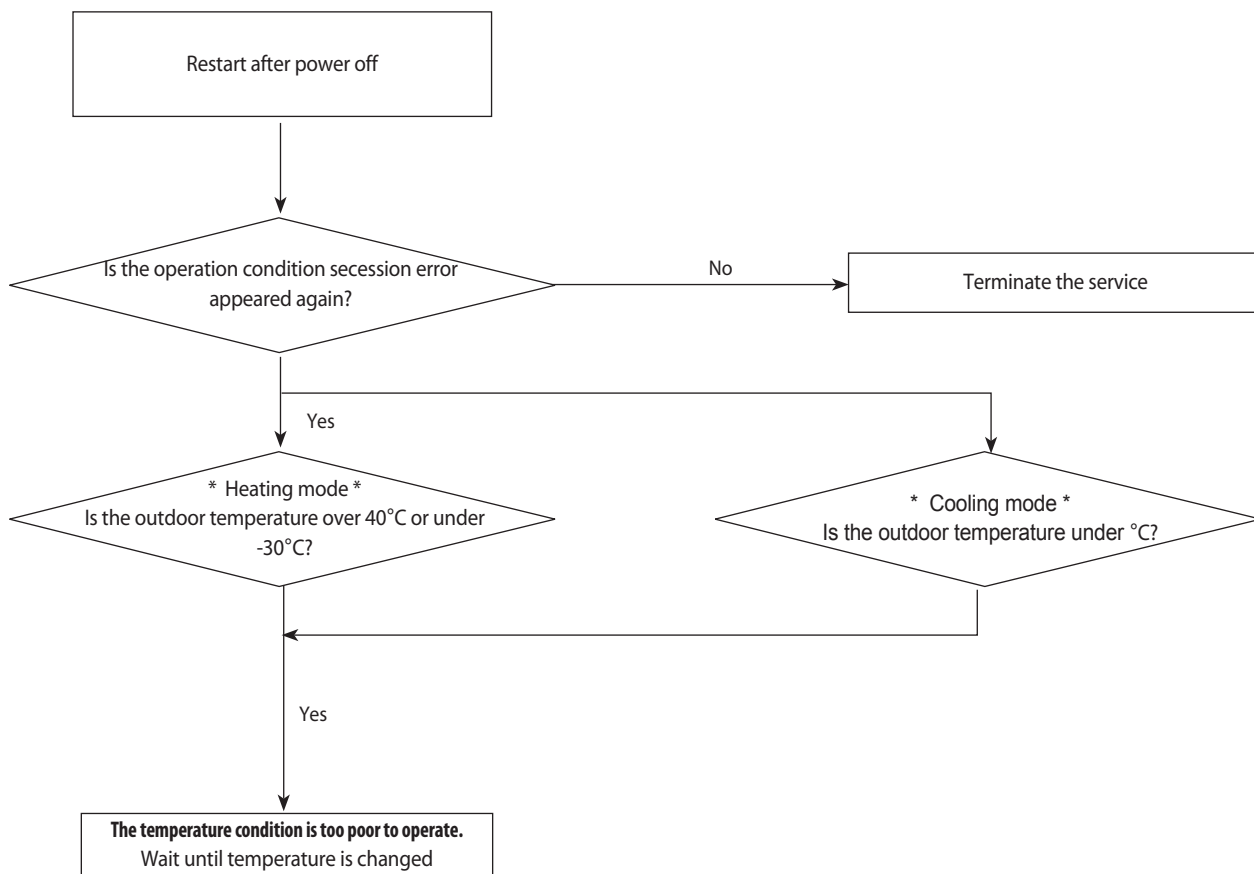 Restart after power off
Is the operation condition secession error
appeared again?
No
Terminate the service
Yes
* Heating mode *
Is the outdoor temperature over 40°C or under
-30°C?
* Cooling mode *
Is the outdoor temperature under °C?
Yes
The temperature condition is too poor to operate.
Wait until temperature is changed